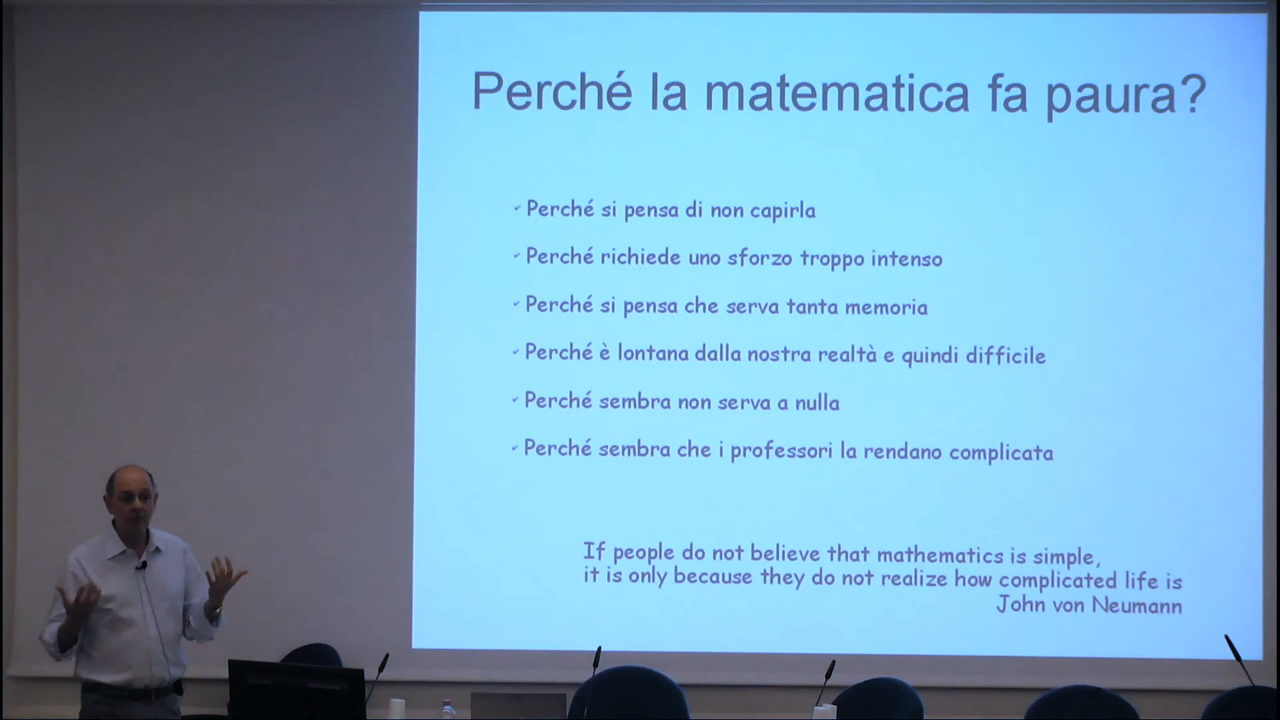 Perché la matematica fa paura?
Perché si pensa di non capirla
Perché richiede uno sforzo troppo intenso
Perché si pensa che serva tanta memoria
Perché è lontana dalla nostra realtà e quindi difficile
Perché sembra non serva a nulla
Perché sembra che i professori la rendano complicata
If people do not believe that mathematics is simple,
it is only because they do not realize how complicated life is
John von Neumann